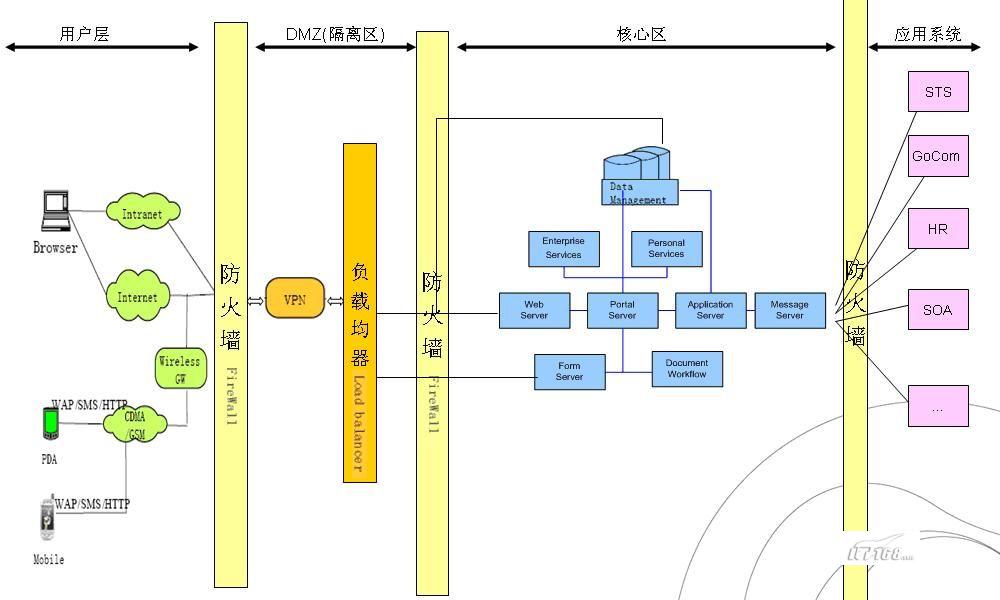 用户层
DMZ(隔离区)
核心区
应用系统
Browser
Intranet
Internet
Wireless
GW
WAP/SMS/HTTP
CDMA
/GSM
PDA
WAP/SMS/HTTP
Mobile
防
火
墙
FireWall
VPN
负
载
均
器
Load balancer
防
火
墙
FireWall
Data
Management
Enterprise
Services
Personal
Services
Web
Server
Portal
Server
Application
Server
Message
Server
Form
Server
Document
Workflow
防
火
墙
STS
GoCom
HR
SOA
...
IT168.com